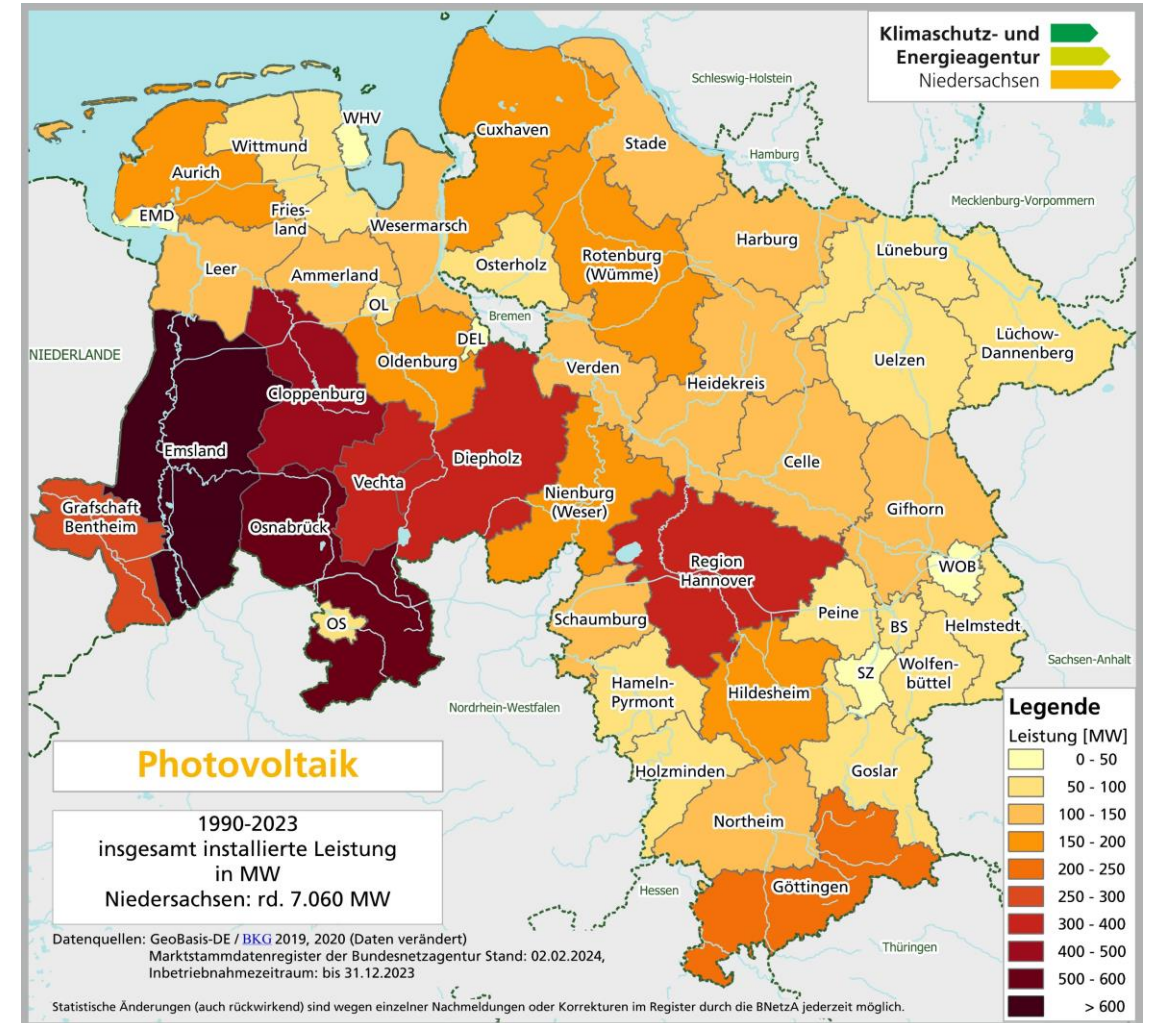 Klimaschutz- und
Energieagentur
Niedersachsen
Schleswig-Holstein
WHV
Cuxhaven
Wittmund
Stade
Hamburg
Aurich
Mecklenburg-Vorpommern
EMD
Fries-
land
Wesermarsch
Harburg
Lüneburg
Leer
Ammerland
Osterholz
Rotenburg
(Wümme)
OL
Bremen
DEL
NIEDERLANDE
Oldenburg
Verden
Heidekreis
Uelzen
Lüchow-
Dannenberg
Cloppenburg
Emsland
Vechta
Diepholz
Celle
Nienburg
(Weser)
Grafschaft
Bentheim
Osnabrück
Gifhorn
Region
Hannover
WOB
OS
Schaumburg
Peine
BS
Helmstedt
Hameln-
Pyrmont
Hildesheim
SZ
Wolfen-
büttel
Sachsen-Anhalt
Nordrhein-Westfalen
Holzminden
Goslar
Northeim
Göttingen
Hessen
Thüringen
Legende
Leistung [MW]
0 - 50
50 - 100
100 - 150
150 - 200
200 - 250
250 - 300
300 - 400
400 - 500
500 - 600
> 600
Photovoltaik
1990-2023
insgesamt installierte Leistung
in MW
Niedersachsen: rd. 7.060 MW
Datenquellen: GeoBasis-DE / BKG 2019, 2020 (Daten verändert)
Marktstammdatenregister der Bundesnetzagentur Stand: 02.02.2024,
Inbetriebnahmezeitraum: bis 31.12.2023
Statistische Änderungen (auch rückwirkend) sind wegen einzelner Nachmeldungen oder Korrekturen im Register durch die BNetzA jederzeit möglich.